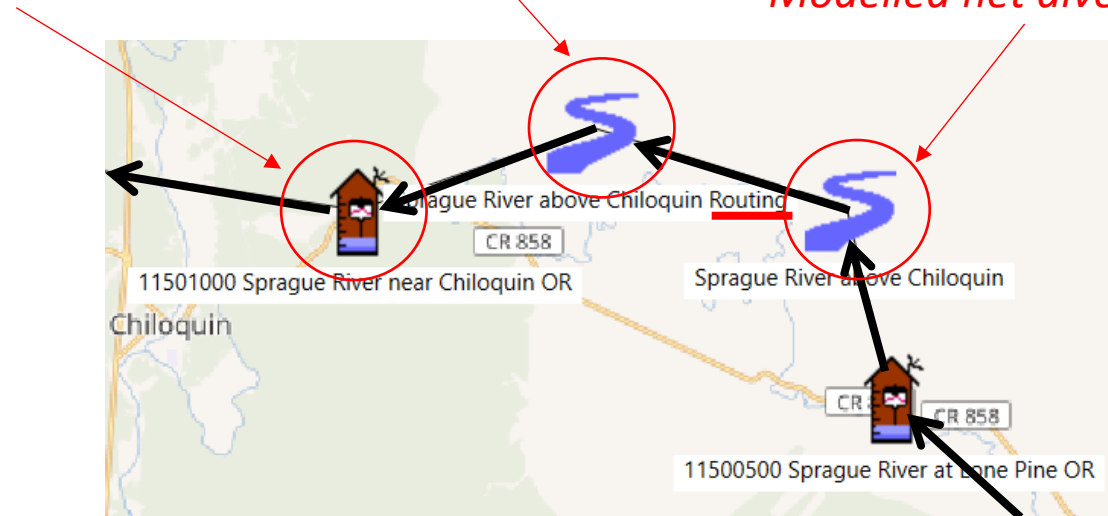 Modelled net dive
Sprague River above Chiloquin Routing
CR 858
11501000 Sprague River near Chiloquin OR
Sprague River above Chiloquin
Chiloquin
CR
CR 858
11500500 Sprague River at Lone Pine OR